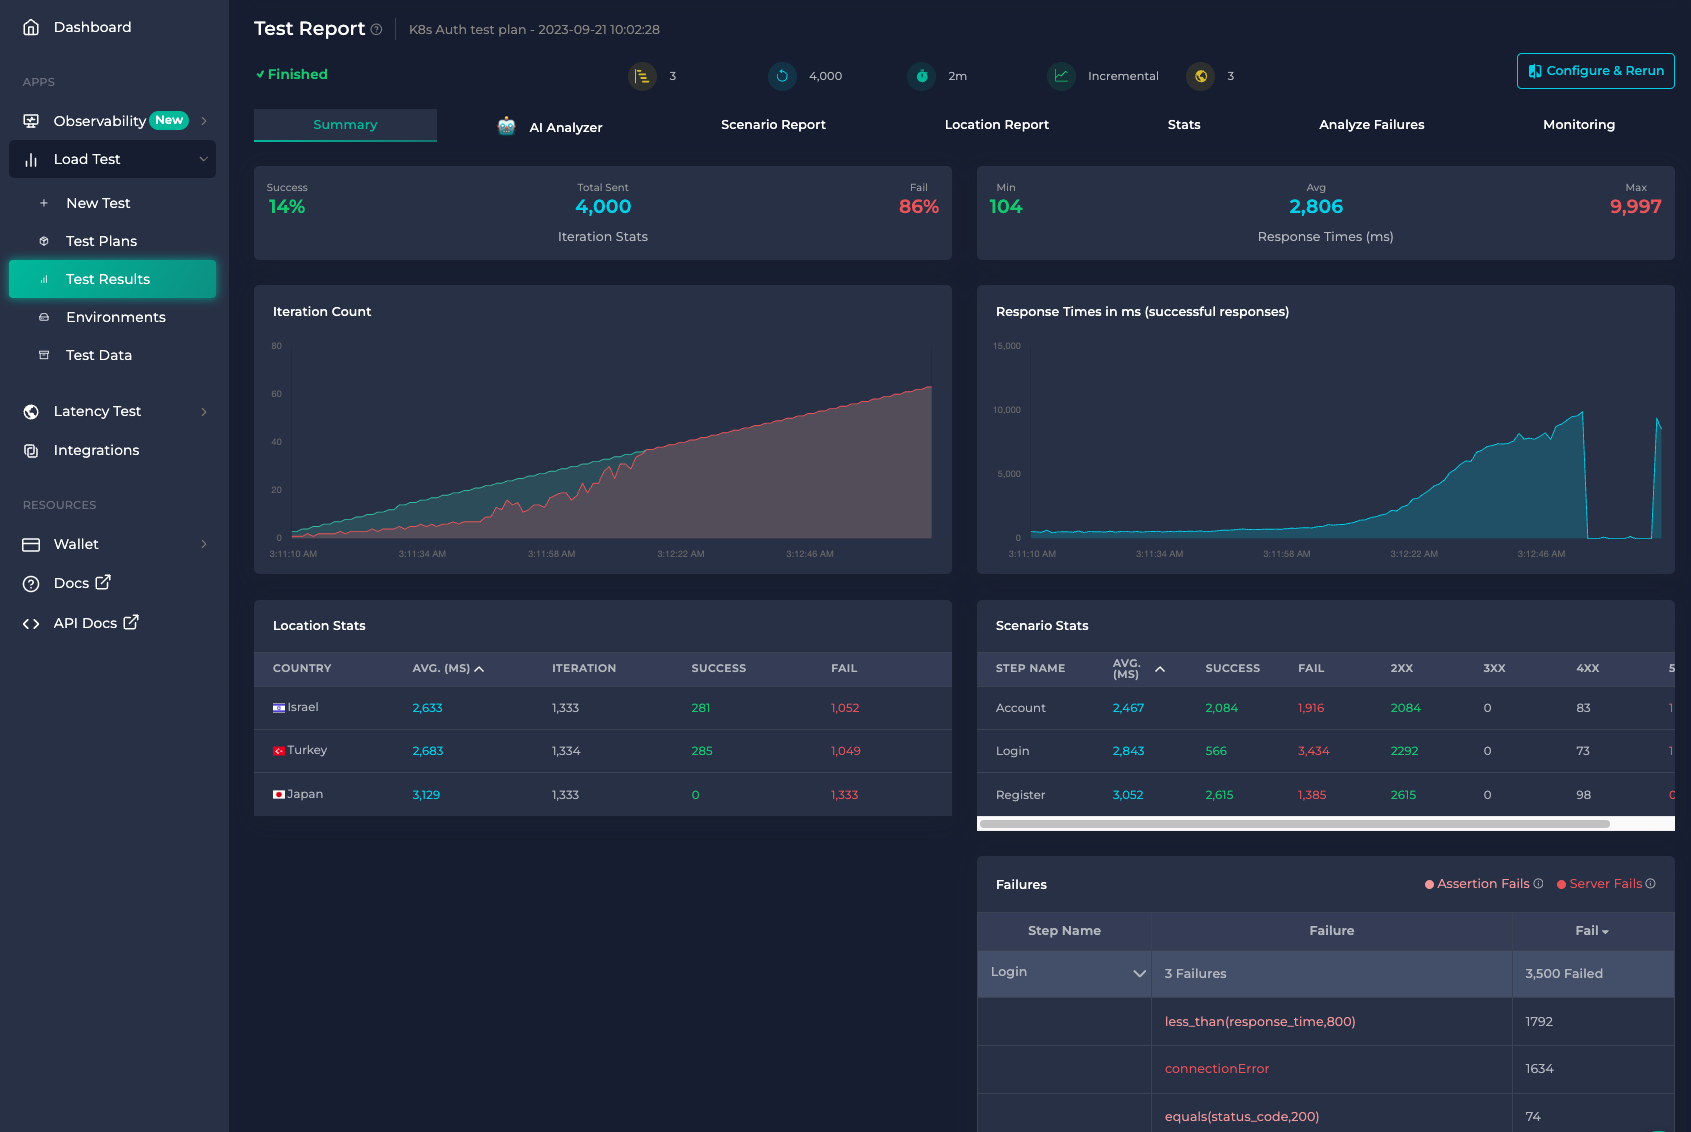 Dashboard
APPS
Observability New
Load Test
New Test
Test Plans
Test Results
Environments
Test Data
Latency Test
Integrations
RESOURCES
Wallet
Docs
API Docs
Test Report K8s Auth test plan - 2023-09-21 10:02:28
Finished 3 4,000 2m Incremental 3 Configure & Rerun
Summary AI Analyzer Scenario Report Location Report Stats Analyze Failures Monitoring
Success Total Sent Fail
14% 4,000 86%
Iteration Stats
Min Avg Max
104 2,806 9,997
Response Times (ms)
Iteration Count
80
60
40
20
0
3:11:10 AM 3:11:34 AM 3:11:58 AM 3:12:22 AM 3:12:46 AM
Response Times in ms (successful responses)
15,000
10,000
5,000
0
3:11:10 AM 3:11:34 AM 3:11:58 AM 3:12:22 AM 3:12:46 AM
Location Stats
COUNTRY AVG. (MS) ITERATION SUCCESS FAIL
Israel 2,633 1,333 281 1,052
Turkey 2,683 1,334 285 1,049
Japan 3,129 1,333 0 1,333
Scenario Stats
STEP NAME AVG. (MS) SUCCESS FAIL 2XX 3XX 4XX 5
Account 2,467 2,084 1,916 2084 0 83 1
Login 2,843 566 3,434 2292 0 73 1
Register 3,052 2,615 1,385 2615 0 98 0
Failures Assertion Fails Server Fails
Step Name Failure Fail
Login 3 Failures 3,500 Failed
less_than(response_time,800) 1792
connectionError 1634
equals(status_code,200) 74